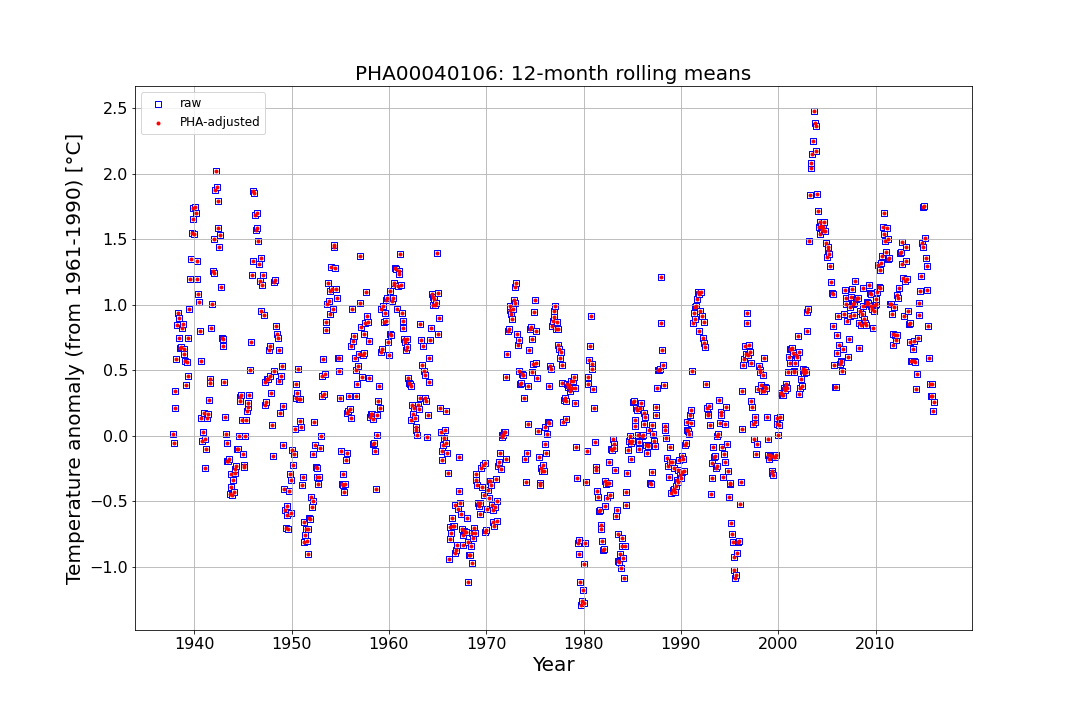 PHA00040106: 12-month rolling means
raw
PHA-adjusted
Temperature anomaly (from 1961-1990) [°C]
2.5
2.0
1.5
1.0
0.5
0.0
−0.5
−1.0
1940 1950 1960 1970 1980 1990 2000 2010
Year